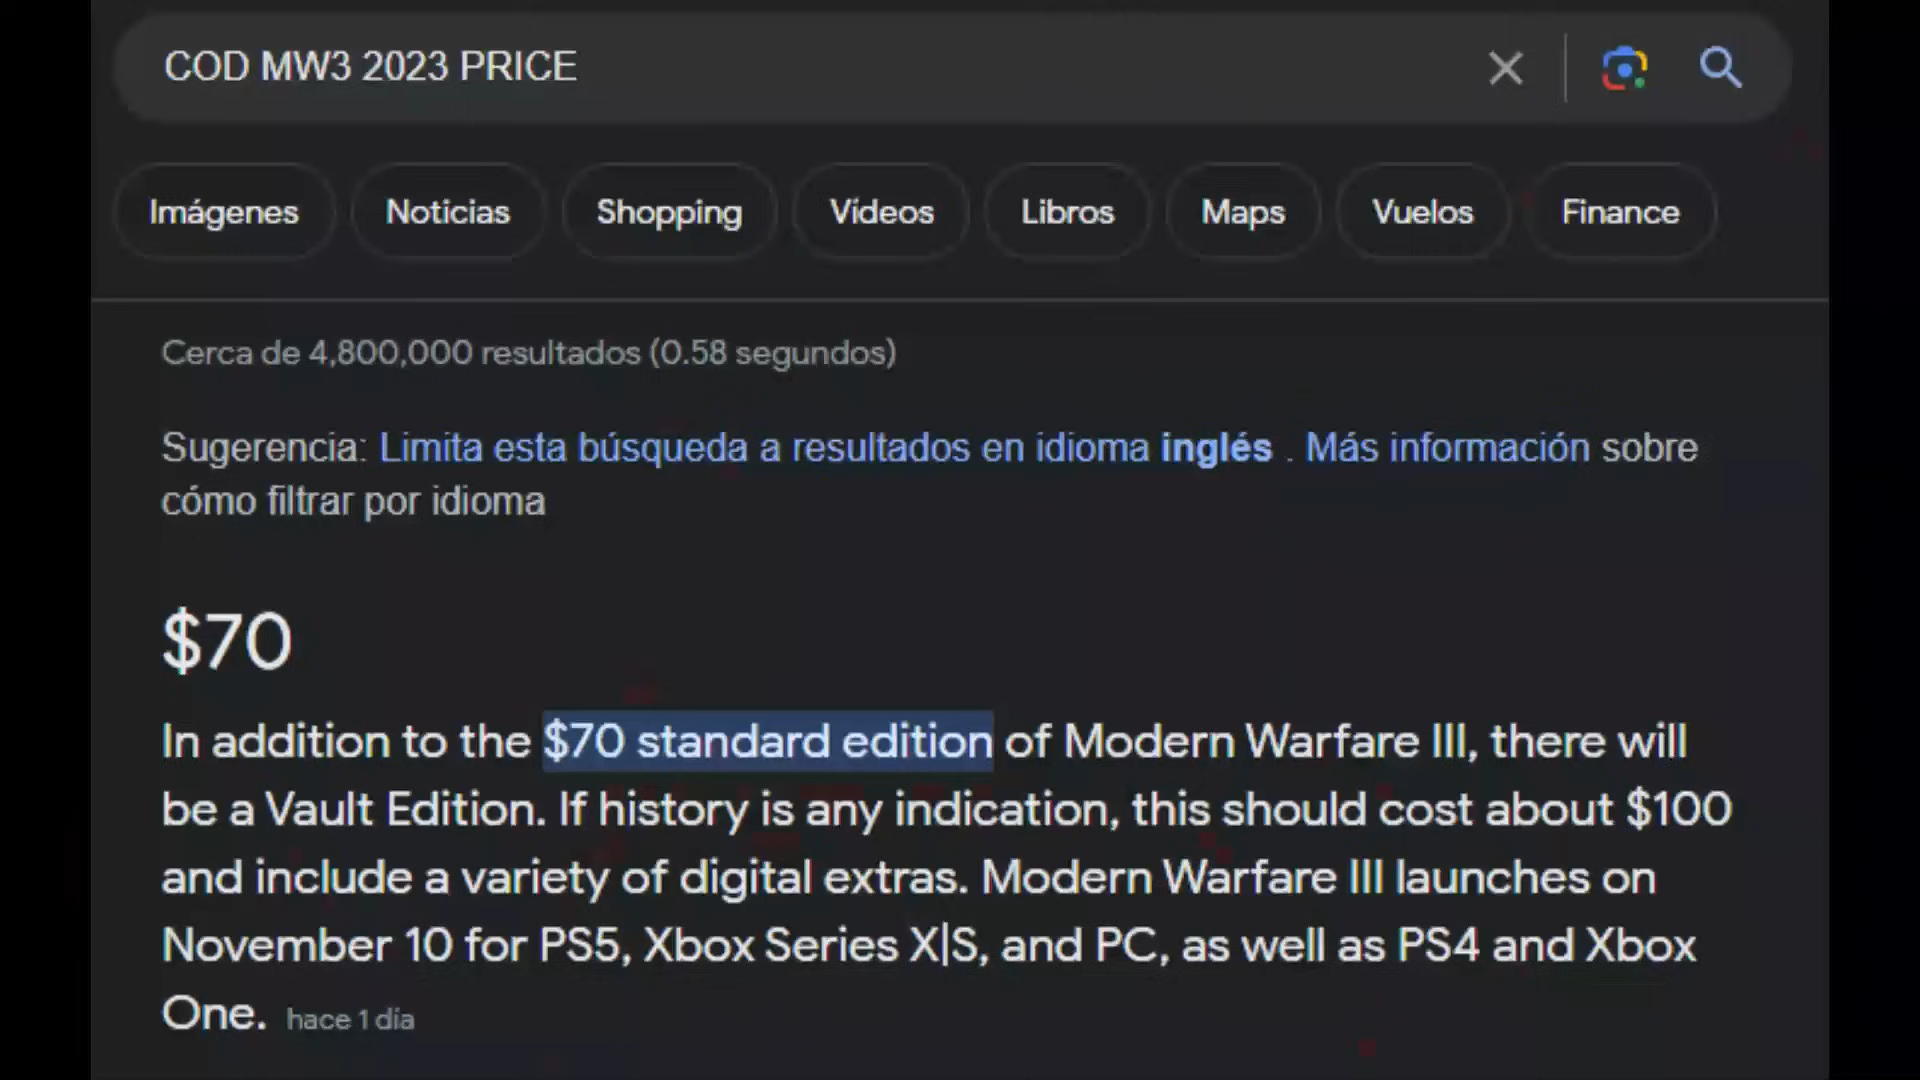 COD MW3 2023 PRICE
Imágenes Noticias Shopping Vídeos Libros Maps Vuelos Finance
Cerca de 4,800,000 resultados (0.58 segundos)
Sugerencia: Limita esta búsqueda a resultados en idioma inglés . Más información sobre
cómo filtrar por idioma
$70
In addition to the $70 standard edition of Modern Warfare III, there will
be a Vault Edition. If history is any indication, this should cost about $100
and include a variety of digital extras. Modern Warfare III launches on
November 10 for PS5, Xbox Series X|S, and PC, as well as PS4 and Xbox
One. hace 1 día